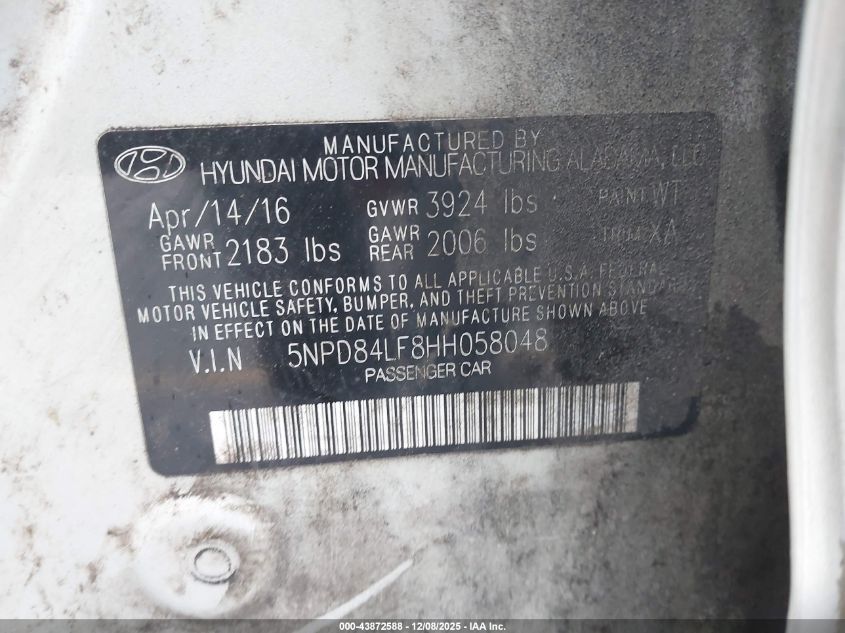 MANUFACTURED BY
HYUNDAI MOTOR MANUFACTURING ALABAMA, LLC
Apr/14/16 GVWR 3924 lbs PAINT WT
GAWR FRONT 2183 lbs GAWR REAR 2006 lbs XA
THIS VEHICLE CONFORMS TO ALL APPLICABLE U.S.A. FEDERAL
MOTOR VEHICLE SAFETY, BUMPER, AND THEFT PREVENTION STANDARDS
IN EFFECT ON THE DATE OF MANUFACTURE SHOWN ABOVE
V.I.N 5NPD84LF8HH058048
PASSENGER CAR
000-43872588 - 12/08/2025 - IAA Inc.